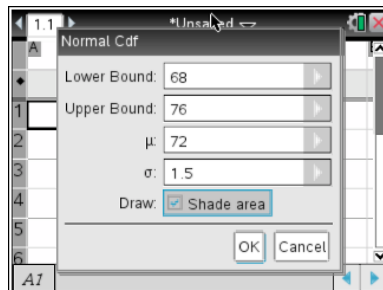 1.1 *Unsaved
A
Normal Cdf
Lower Bound: 68
Upper Bound: 76
μ: 72
σ: 1.5
Draw: Shade area
OK Cancel
1
2
3
4
5
6
A1